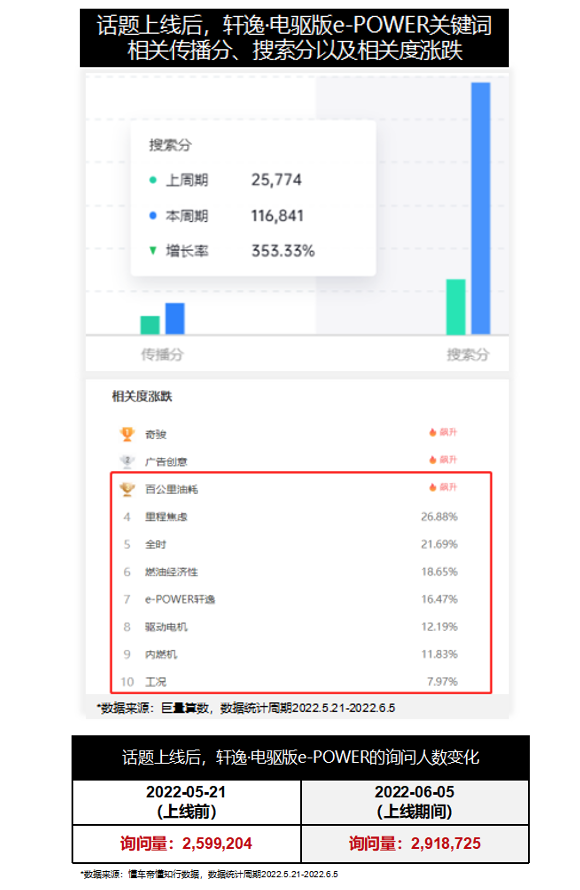 话题上线后，轩逸·电驱版e-POWER关键词
相关传播分、搜索分以及相关度涨跌
搜索分
上周期 25,774
本周期 116,841
增长率 353.33%
传播分 搜索分
相关度涨跌
奇骏 飙升
广告创意 飙升
百公里油耗 飙升
4 里程焦虑 26.88%
5 全时 21.69%
6 燃油经济性 18.65%
7 e-POWER轩逸 16.47%
8 驱动电机 12.19%
9 内燃机 11.83%
10 工况 7.97%
*数据来源：巨量算数，数据统计周期2022.5.21-2022.6.5
话题上线后，轩逸·电驱版e-POWER的询问人数变化
2022-05-21 2022-06-05
（上线前） （上线期间）
询问量：2,599,204 询问量：2,918,725
*数据来源：懂车帝懂知行数据，数据统计周期2022.5.21-2022.6.5